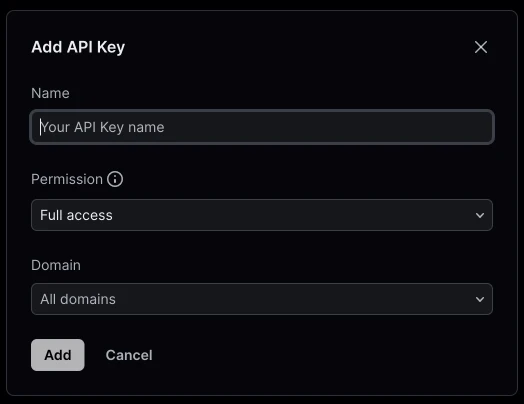 Add API Key
Name
Your API Key name
Permission
Full access
Domain
All domains
Add Cancel